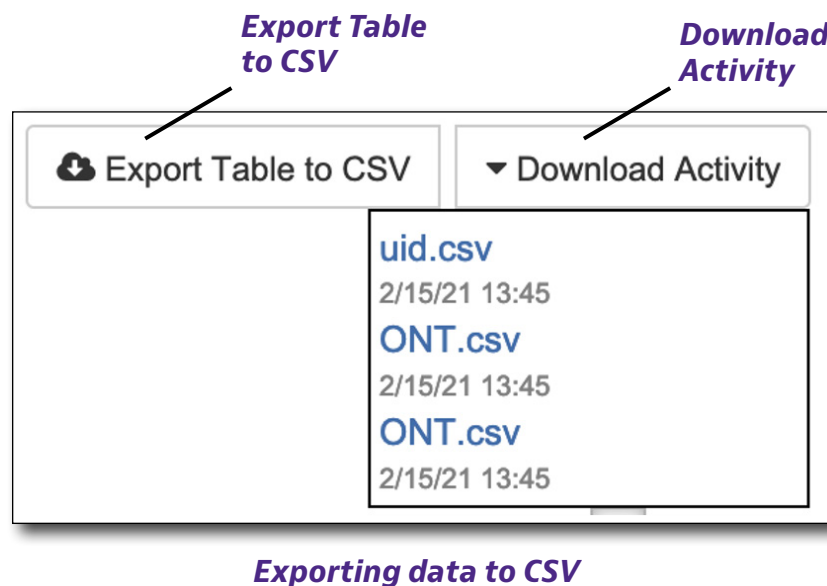 Export Table
to CSV
Download
Activity
Export Table to CSV
Download Activity
uid.csv
2/15/21 13:45
ONT.csv
2/15/21 13:45
ONT.csv
2/15/21 13:45
Exporting data to CSV